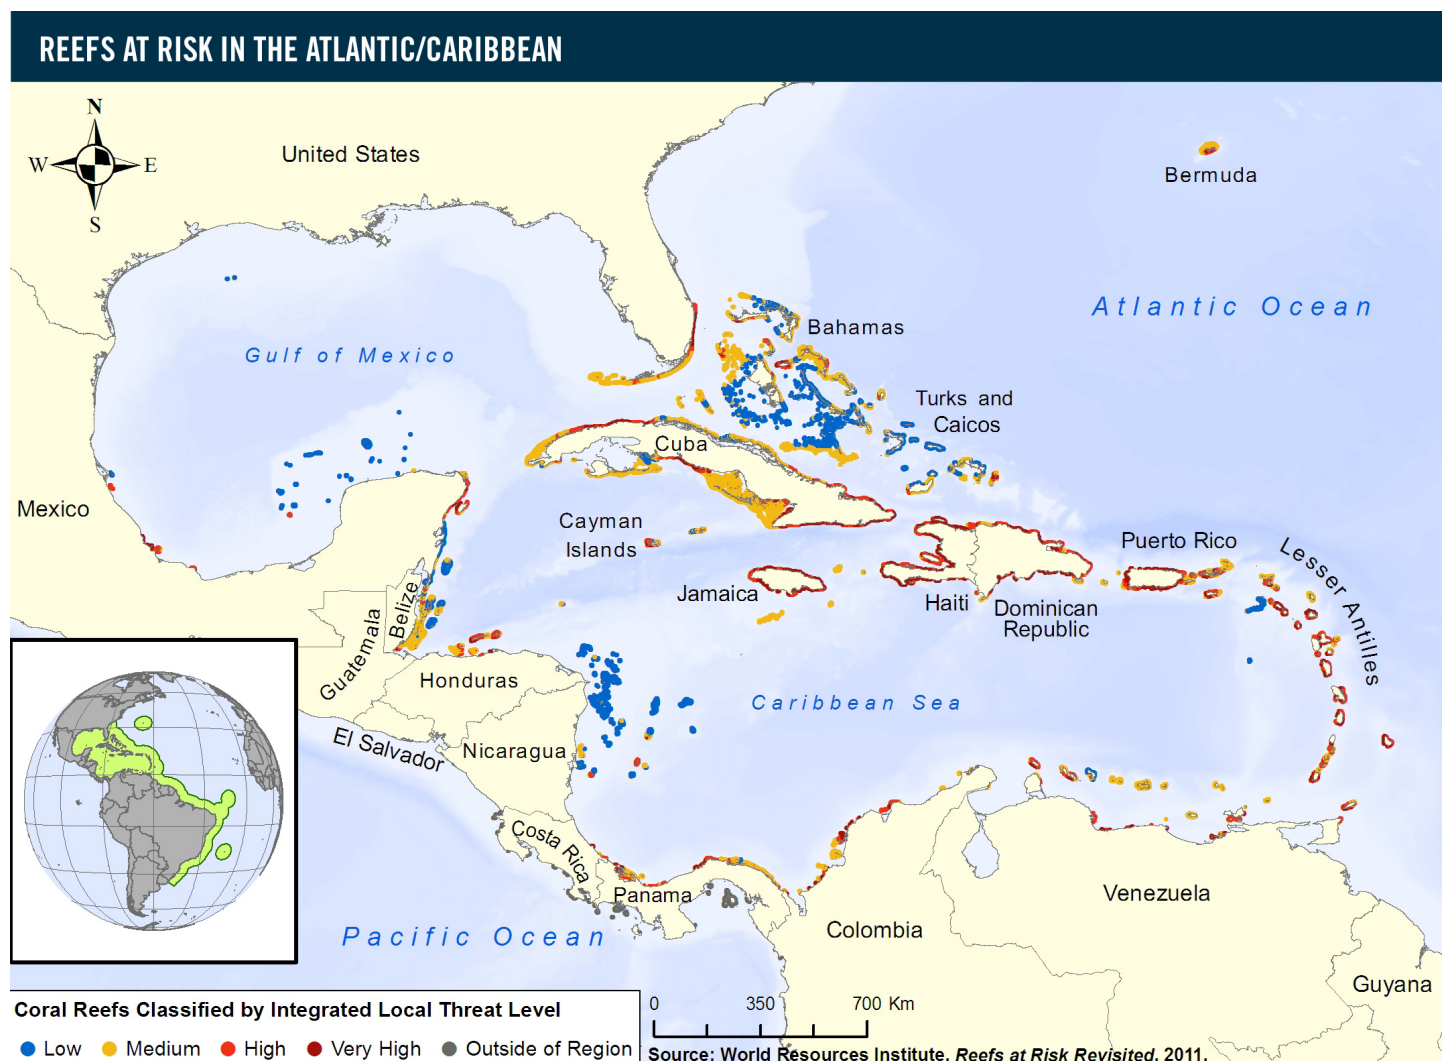 REEFS AT RISK IN THE ATLANTIC/CARIBBEAN
N
W
E
S
United States
Bermuda
Atlantic Ocean
Bahamas
Gulf of Mexico
Turks and
Caicos
Cuba
Mexico
Cayman
Islands
Puerto Rico
Lesser Antilles
Jamaica
Haiti
Dominican
Republic
Belize
Guatemala
Honduras
Caribbean Sea
El Salvador
Nicaragua
Costa Rica
Panama
Venezuela
Colombia
Pacific Ocean
Guyana
Coral Reefs Classified by Integrated Local Threat Level
Low
Medium
High
Very High
Outside of Region
0 350 700 Km
Source: World Resources Institute, Reefs at Risk Revisited, 2011.